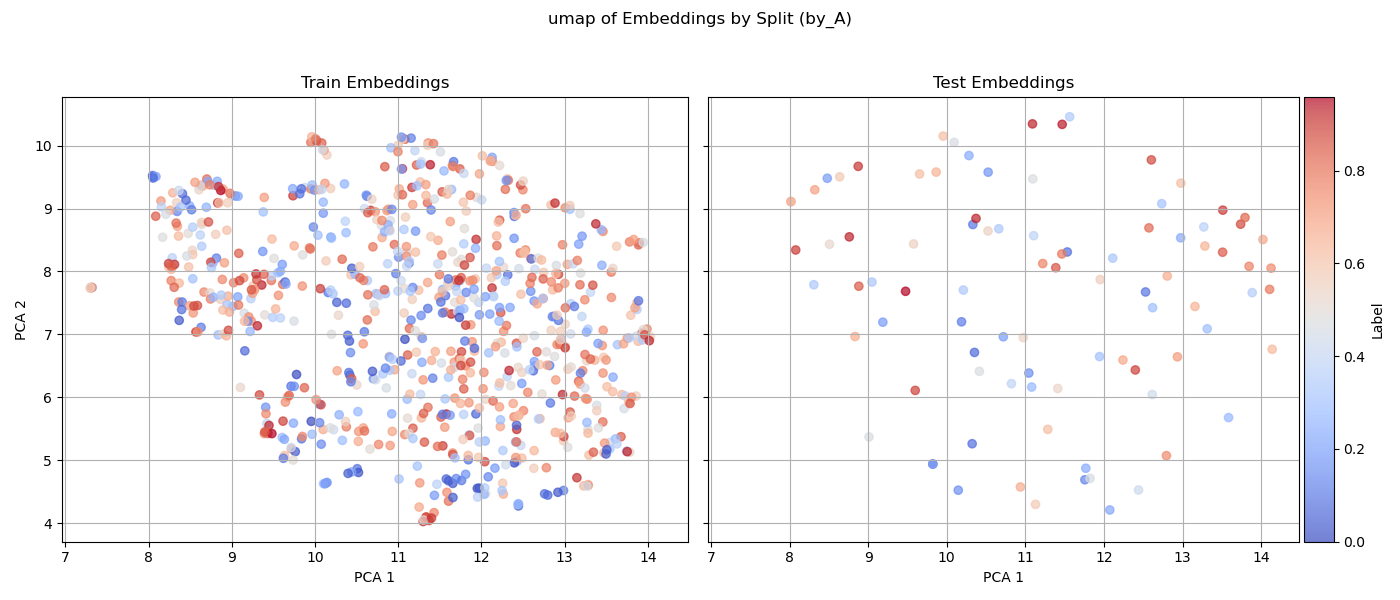 umap of Embeddings by Split (by_A)
Train Embeddings
Test Embeddings
PCA 2
10
9
8
7
6
5
4
7 8 9 10 11 12 13 14
PCA 1
7 8 9 10 11 12 13 14
PCA 1
0.8
0.6
0.4
0.2
0.0
Label